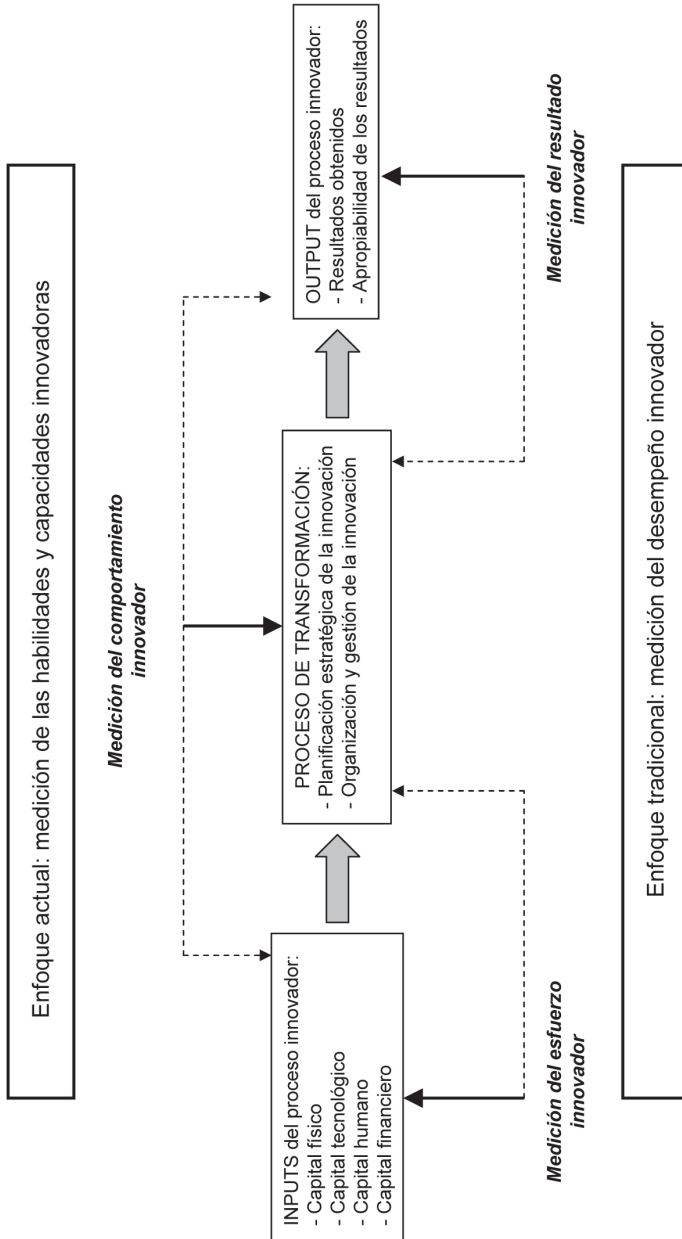 Enfoque actual: medición de las habilidades y capacidades innovadoras
Medición del comportamiento
innovador
INPUTS del proceso innovador:
- Capital físico
- Capital tecnológico
- Capital humano
- Capital financiero
PROCESO DE TRANSFORMACIÓN:
- Planificación estratégica de la innovación
- Organización y gestión de la innovación
OUTPUT del proceso innovador:
- Resultados obtenidos
- Apropiabilidad de los resultados
Medición del esfuerzo
innovador
Medición del resultado
innovador
Enfoque tradicional: medición del desempeño innovador